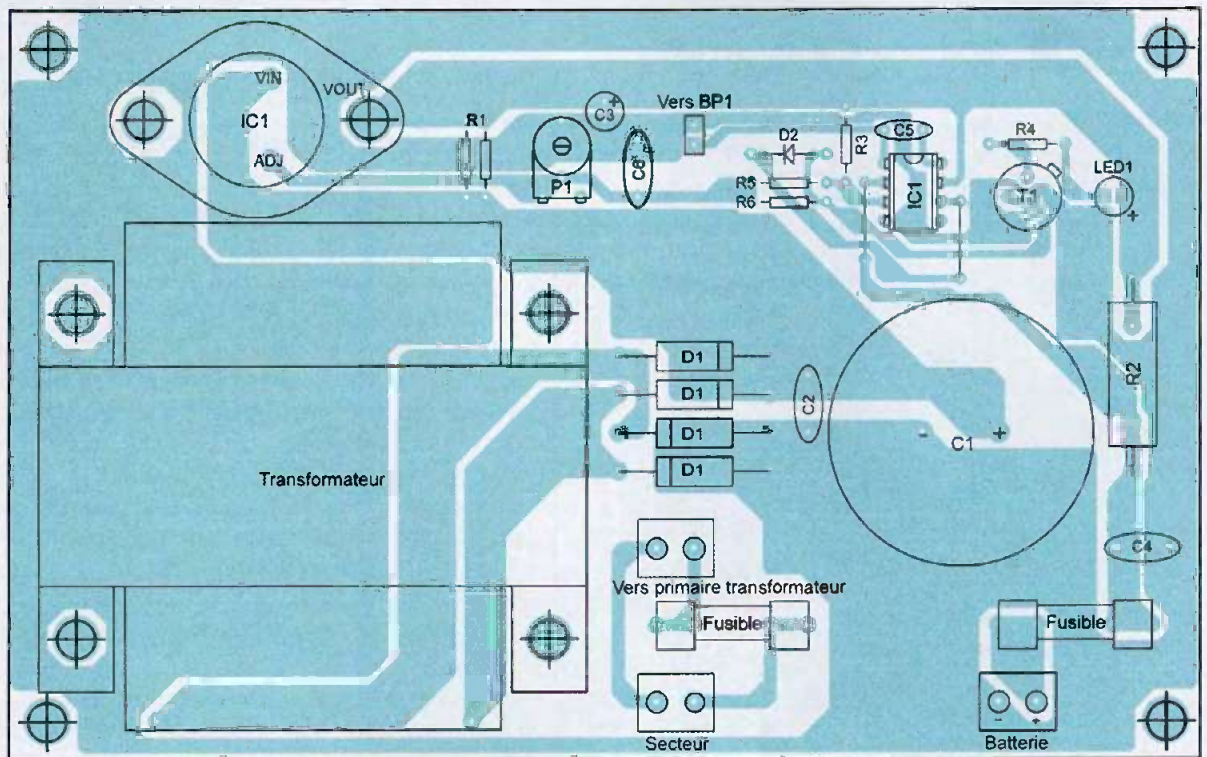 VIN
VOUT
IC1
ADJ
R1
P1
C3
C6
Vers BP1
D2
R5
R6
R3
C5
IC1
R4
T1
LED1
+
D1
D1
D1
D1
C2
- +
C1
R2
C4
Transformateur
Vers primaire transformateur
Fusible
Fusible
Secteur
- +
Batterie